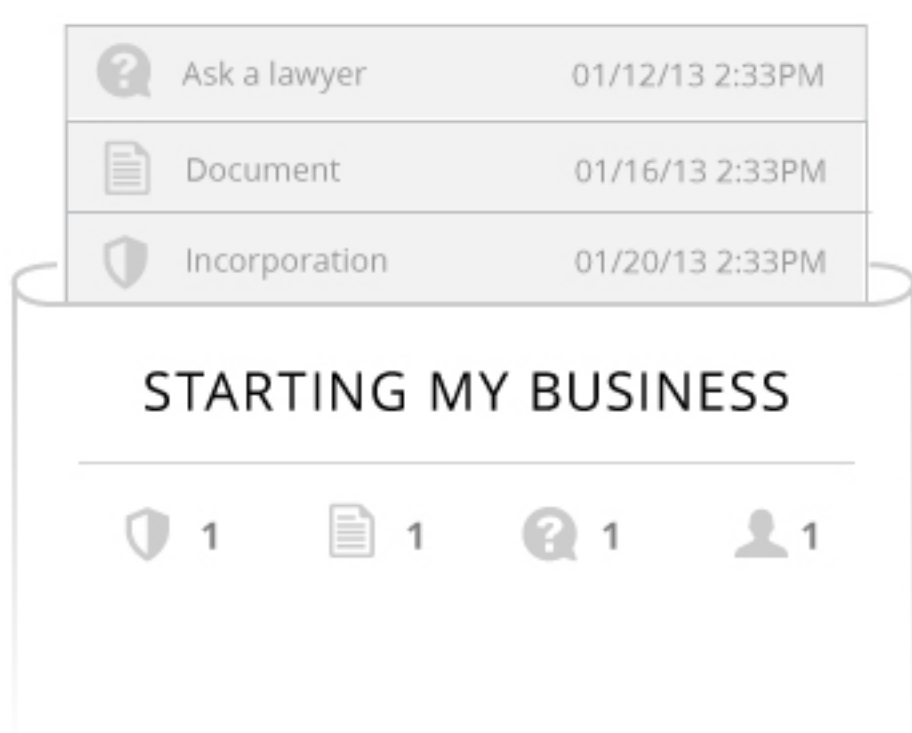 Ask a lawyer 01/12/13 2:33PM
Document 01/16/13 2:33PM
Incorporation 01/20/13 2:33PM
STARTING MY BUSINESS
1 1 1 1